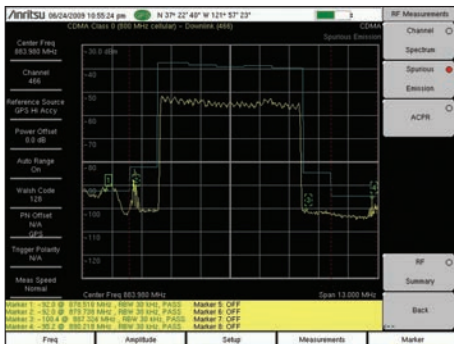 /inritsu 06/24/2009 10:55:24 pm N 37° 22' 40" W 121° 57' 23"
RF Measurements
CDMA Class 0 (800 MHz cellular) - Downlink (466)
CDMA
Spurious Emission
Center Freq
883.980 MHz
Channel
466
Reference Source
GPS Hi Accy
Power Offset
0.0 dB
Auto Range
On
Walsh Code
128
PN Offset
N/A
GPS
Trigger Polarity
N/A
Meas Speed
Normal
-30.0 dBm
-40
-50
-60
-70
-80
-90
-100
-110
-120
1
Center Freq 883.980 MHz
Span 13.000 MHz
Channel
Spectrum
Spurious
Emission
ACPR
RF
Summary
Back
Marker 5: OFF
Marker 6: OFF
Marker 7: OFF
Marker 8: OFF
Freq
Amplitude
Setup
Measurements
Marker